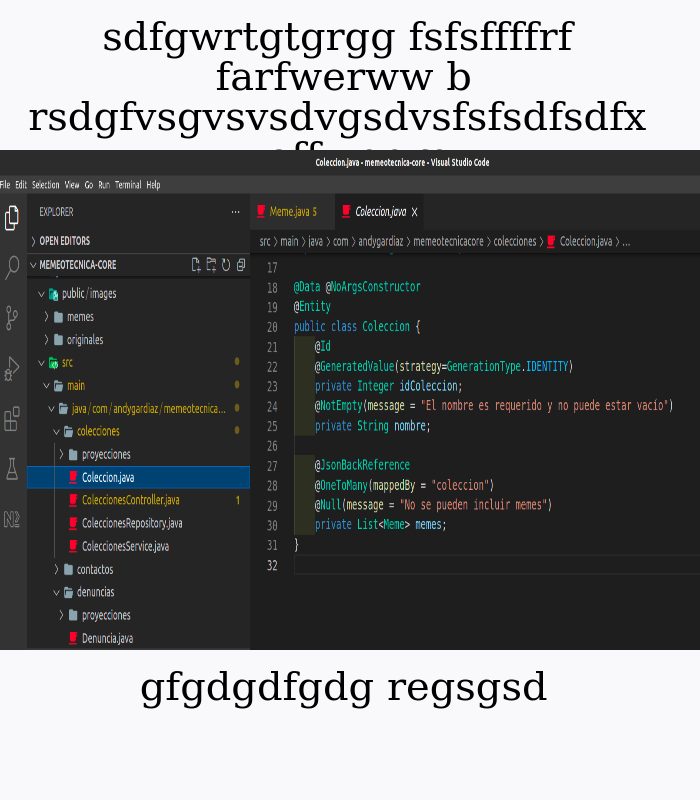 sdfgwrtgtgrgg fsfsffffrf
farfwerww b
rsdgfvsgvsvsdvgsdvsfsfsdfsdfx
Coleccion.java - memeotecnica-core - Visual Studio Code
File Edit Selection View Go Run Terminal Help
EXPLORER ...
Meme.java 5 Coleccion.java X
OPEN EDITORS
src > main > java > com > andygardiaz > memeotecnicacore > colecciones > Coleccion.java > ...
MEMEOTECNICA-CORE
public/images
memes
originales
src
main
java/com/andygardiaz/memeotecnica...
colecciones
proyecciones
Coleccion.java
ColeccionesController.java 1
ColeccionesRepository.java
ColeccionesService.java
contactos
denuncias
proyecciones
Denuncia.java
17
18 @Data @NoArgsConstructor
19 @Entity
20 public class Coleccion {
21 @Id
22 @GeneratedValue(strategy=GenerationType.IDENTITY)
23 private Integer idColeccion;
24 @NotEmpty(message = "El nombre es requerido y no puede estar vacío")
25 private String nombre;
26
27 @JsonBackReference
28 @OneToMany(mappedBy = "coleccion")
29 @Null(message = "No se pueden incluir memes")
30 private List<Meme> memes;
31 }
32
gfgdgdfgdg regsgsd